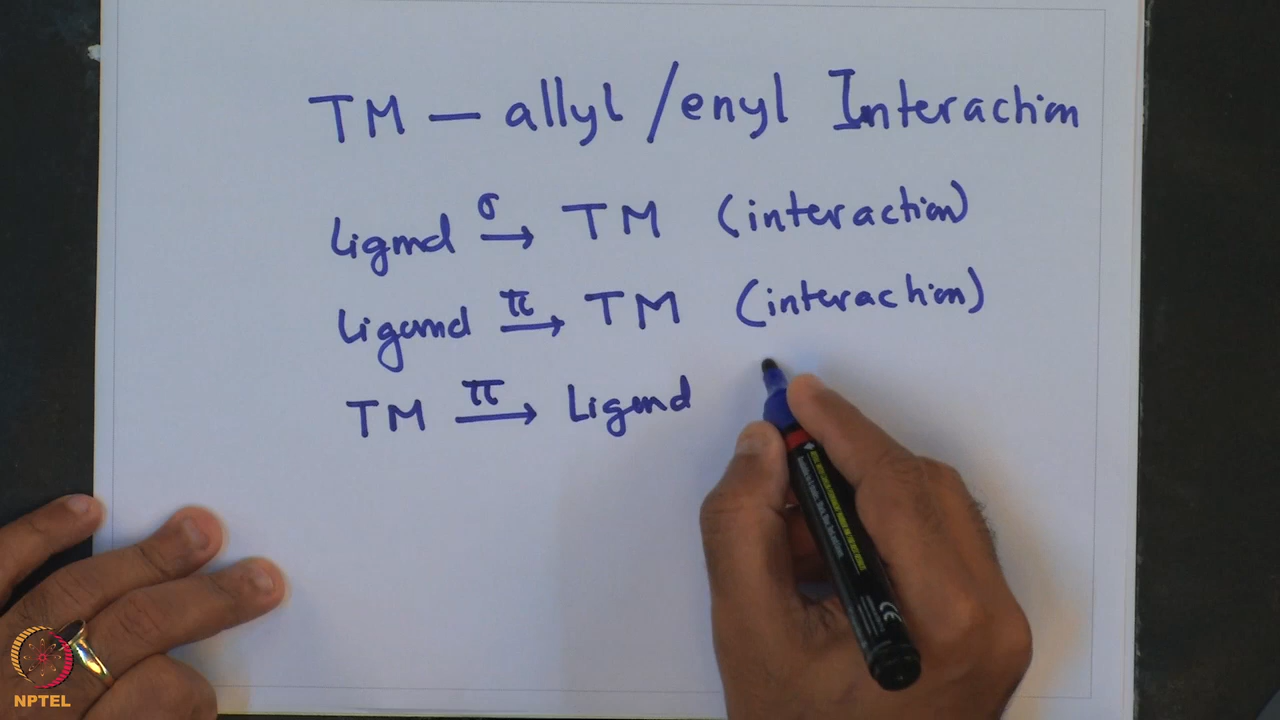 TM — allyl / enyl Interaction
Ligand σ→ TM (interaction)
Ligand π→ TM (interaction)
TM π→ Ligand
NPTEL